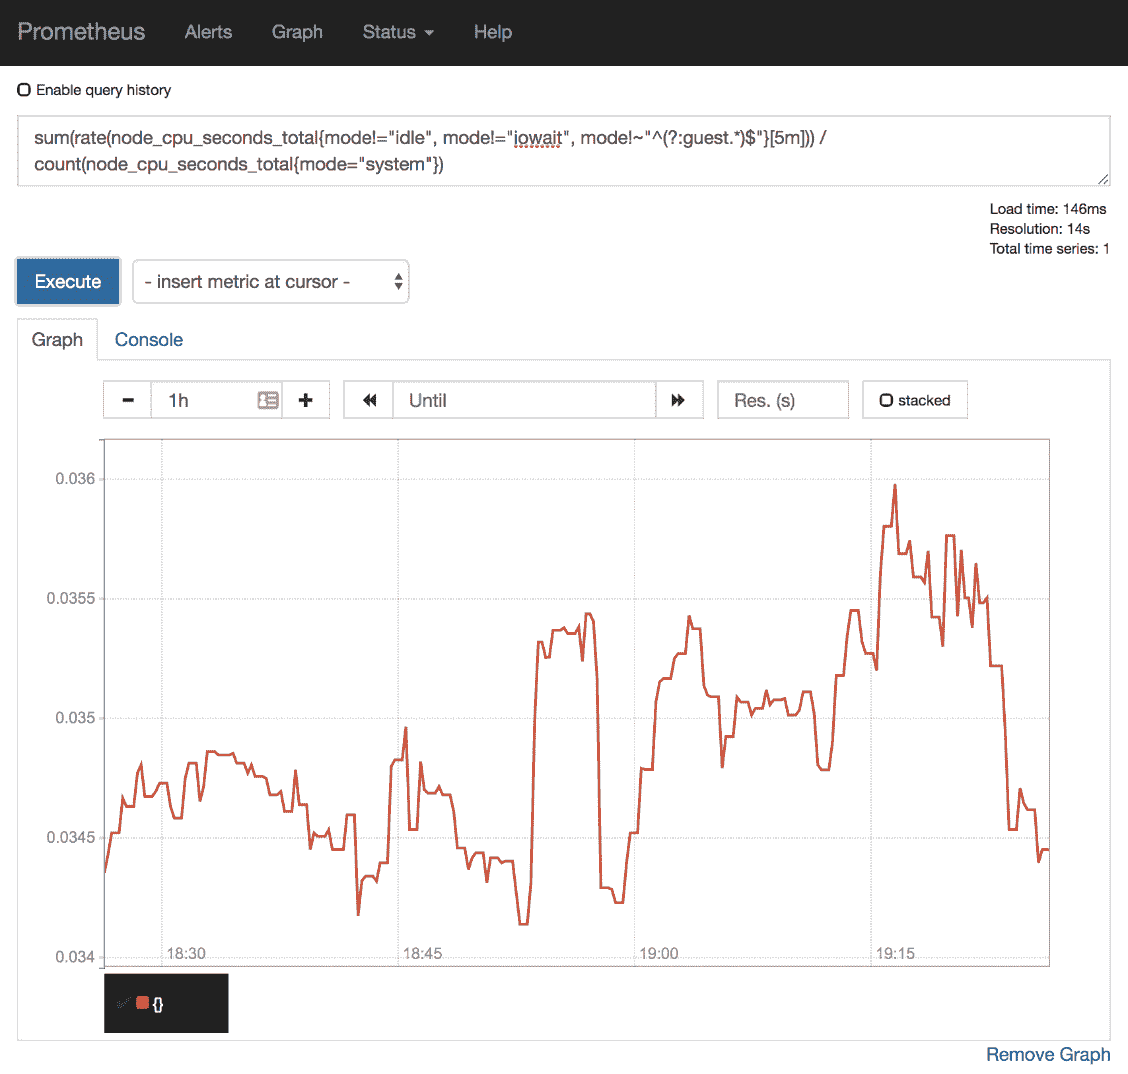 Prometheus Alerts Graph Status Help
Enable query history
sum(rate(node_cpu_seconds_total{mode!="idle", mode!="iowait", mode!~"^(?:guest.*)$"}[5m])) /
count(node_cpu_seconds_total{mode="system"})
Load time: 146ms
Resolution: 14s
Total time series: 1
Execute - insert metric at cursor -
Graph Console
1h Until Res. (s) stacked
0.036
0.0355
0.035
0.0345
0.034
18:30 18:45 19:00 19:15
{}
Remove Graph